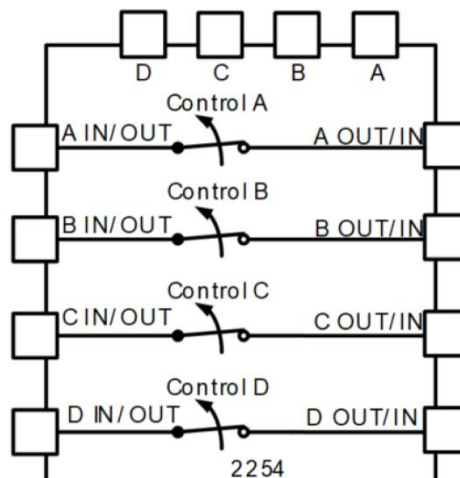 D C B A
Control A
A IN/OUT A OUT/IN
Control B
B IN/OUT B OUT/IN
Control C
C IN/OUT C OUT/IN
Control D
D IN/OUT D OUT/IN
2254